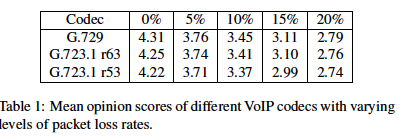 Codec 0% 5% 10% 15% 20%
G.729 4.31 3.76 3.45 3.11 2.79
G.723.1 r63 4.25 3.74 3.41 3.10 2.76
G.723.1 r53 4.22 3.71 3.37 2.99 2.74
Table 1: Mean opinion scores of different VoIP codecs with varying
levels of packet loss rates.